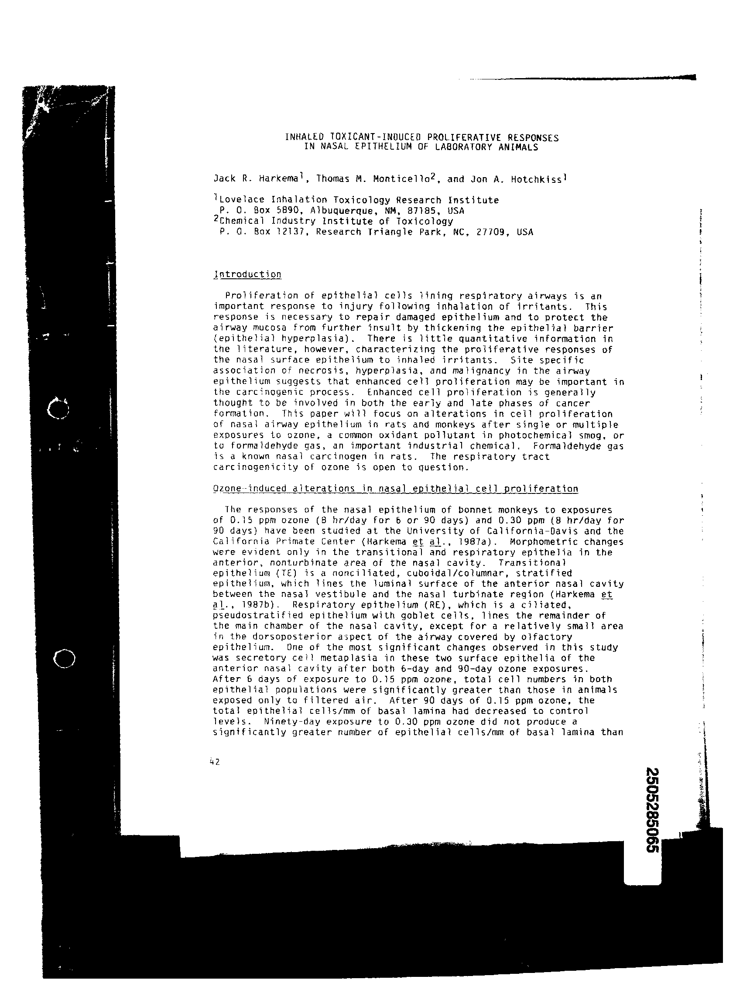 INHALED TOXICANT-INDUCED PROLIFERATIVE RESPONSES
IN NASAL EPITHELIUM OF LABORATORY ANIMALS
Jack R. Harkema1, Thomas M. Monticello2, and Jon A. Hotchkiss1
1Lovelace Inhalation Toxicology Research Institute
P. O. Box 5890, Albuquerque, NM, 87185, USA
2Chemical Industry Institute of Toxicology
P. O. Box 12137, Research Triangle Park, NC, 27709, USA
Introduction
Proliferation of epithelial cells lining respiratory airways is an
important response to injury following inhalation of irritants. This
response is necessary to repair damaged epithelium and to protect the
airway mucosa from further insult by thickening the epithelial barrier
(epithelial hyperplasia). There is little quantitative information in
the literature, however, characterizing the proliferative responses of
the nasal surface epithelium to inhaled irritants. Site specific
association of necrosis, hyperplasia, and malignancy in the airway
epithelium suggests that enhanced cell proliferation may be important in
the carcinogenic process. Enhanced cell proliferation is generally
thought to be involved in both the early and late phases of cancer
formation. This paper will focus on alterations in cell proliferation
of nasal airway epithelium in rats and monkeys after single or multiple
exposures to ozone, a common oxidant pollutant in photochemical smog, or
to formaldehyde gas, an important industrial chemical. Formaldehyde gas
is a known nasal carcinogen in rats. The respiratory tract
carcinogenicity of ozone is open to question.
Ozone-induced alterations in nasal epithelial cell proliferation
The responses of the nasal epithelium of bonnet monkeys to exposures
of 0.15 ppm ozone (8 hr/day for 6 or 90 days) and 0.30 ppm (8 hr/day for
90 days) have been studied at the University of California-Davis and the
California Primate Center (Harkema et al., 1987a). Morphometric changes
were evident only in the transitional and respiratory epithelia in the
anterior, nonturbinate area of the nasal cavity. Transitional
epithelium (TE) is a nonciliated, cuboidal/columnar, stratified
epithelium, which lines the luminal surface of the anterior nasal cavity
between the nasal vestibule and the nasal turbinate region (Harkema et
al., 1987b). Respiratory epithelium (RE), which is a ciliated,
pseudostratified epithelium with goblet cells, lines the remainder of
the main chamber of the nasal cavity, except for a relatively small area
in the dorsoposterior aspect of the airway covered by olfactory
epithelium. One of the most significant changes observed in this study
was secretory cell metaplasia in these two surface epithelia of the
anterior nasal cavity after both 6-day and 90-day ozone exposures.
After 6 days of exposure to 0.15 ppm ozone, total cell numbers in both
epithelial populations were significantly greater than those in animals
exposed only to filtered air. After 90 days of 0.15 ppm ozone, the
total epithelial cells/mm of basal lamina had decreased to control
levels. Ninety-day exposure to 0.30 ppm ozone did not produce a
significantly greater number of epithelial cells/mm of basal lamina than
42
2505285065